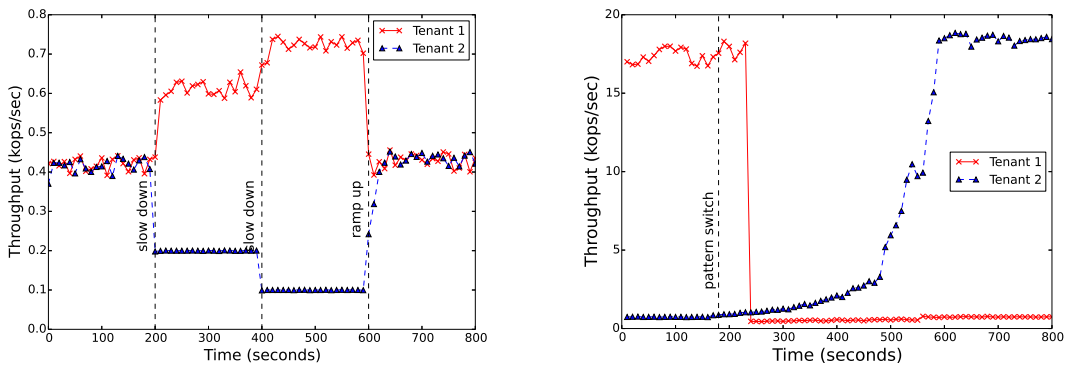 Throughput (kops/sec)
0.8
0.7
0.6
0.5
0.4
0.3
0.2
0.1
0.0
slow down
slow down
ramp up
Tenant 1
Tenant 2
0 100 200 300 400 500 600 700 800
Time (seconds)
Throughput (kops/sec)
20
15
10
5
0
pattern switch
Tenant 1
Tenant 2
0 100 200 300 400 500 600 700 800
Time (seconds)